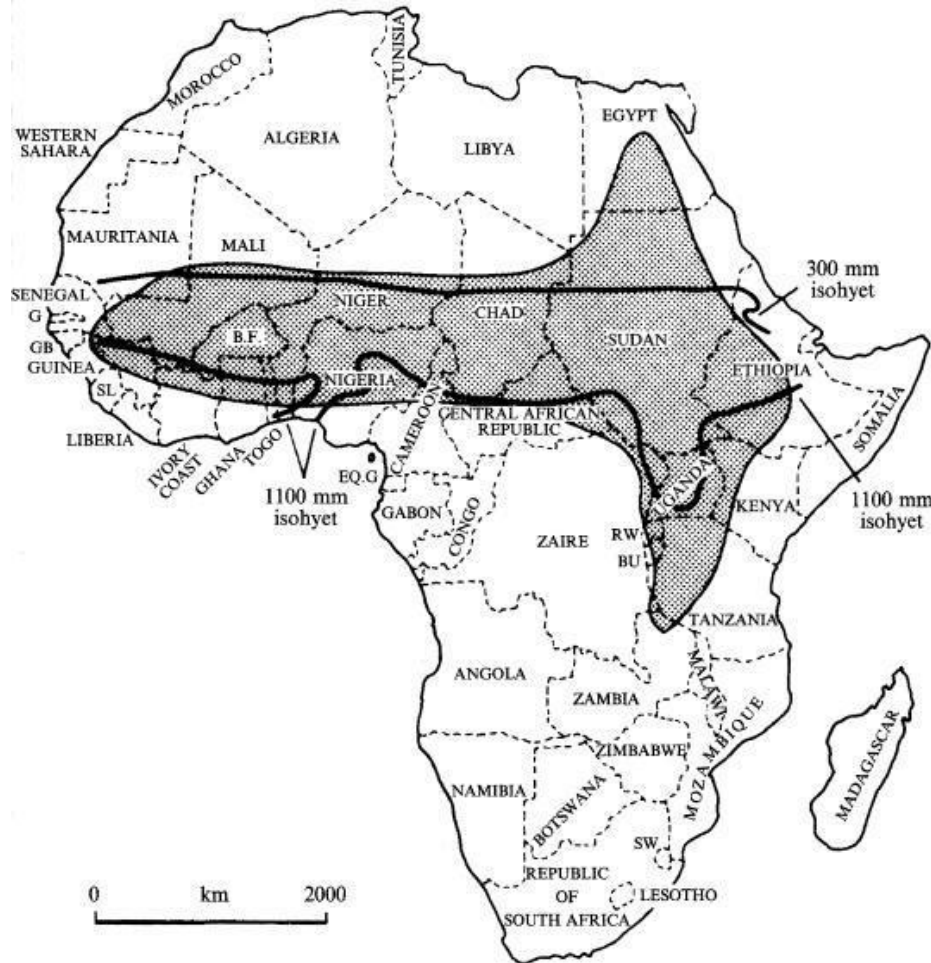 TUNISIA
MOROCCO
WESTERN
SAHARA
ALGERIA
LIBYA
EGYPT
MAURITANIA
MALI
NIGER
CHAD
SUDAN
300 mm
isohyet
SENEGAL
G
GB
GUINEA
SL
LIBERIA
B.F.
NIGERIA
ETHIOPIA
SOMALIA
IVORY
COAST
GHANA
TOGO
1100 mm
isohyet
CAMEROON
CENTRAL AFRICAN
REPUBLIC
EQ.G
GABON
CONGO
ZAIRE
UGANDA
KENYA
1100 mm
isohyet
RW
BU
TANZANIA
ANGOLA
ZAMBIA
MALAWI
MOZAMBIQUE
ZIMBABWE
NAMIBIA
BOTSWANA
MADAGASCAR
SW
REPUBLIC
OF
SOUTH AFRICA
LESOTHO
0 km 2000